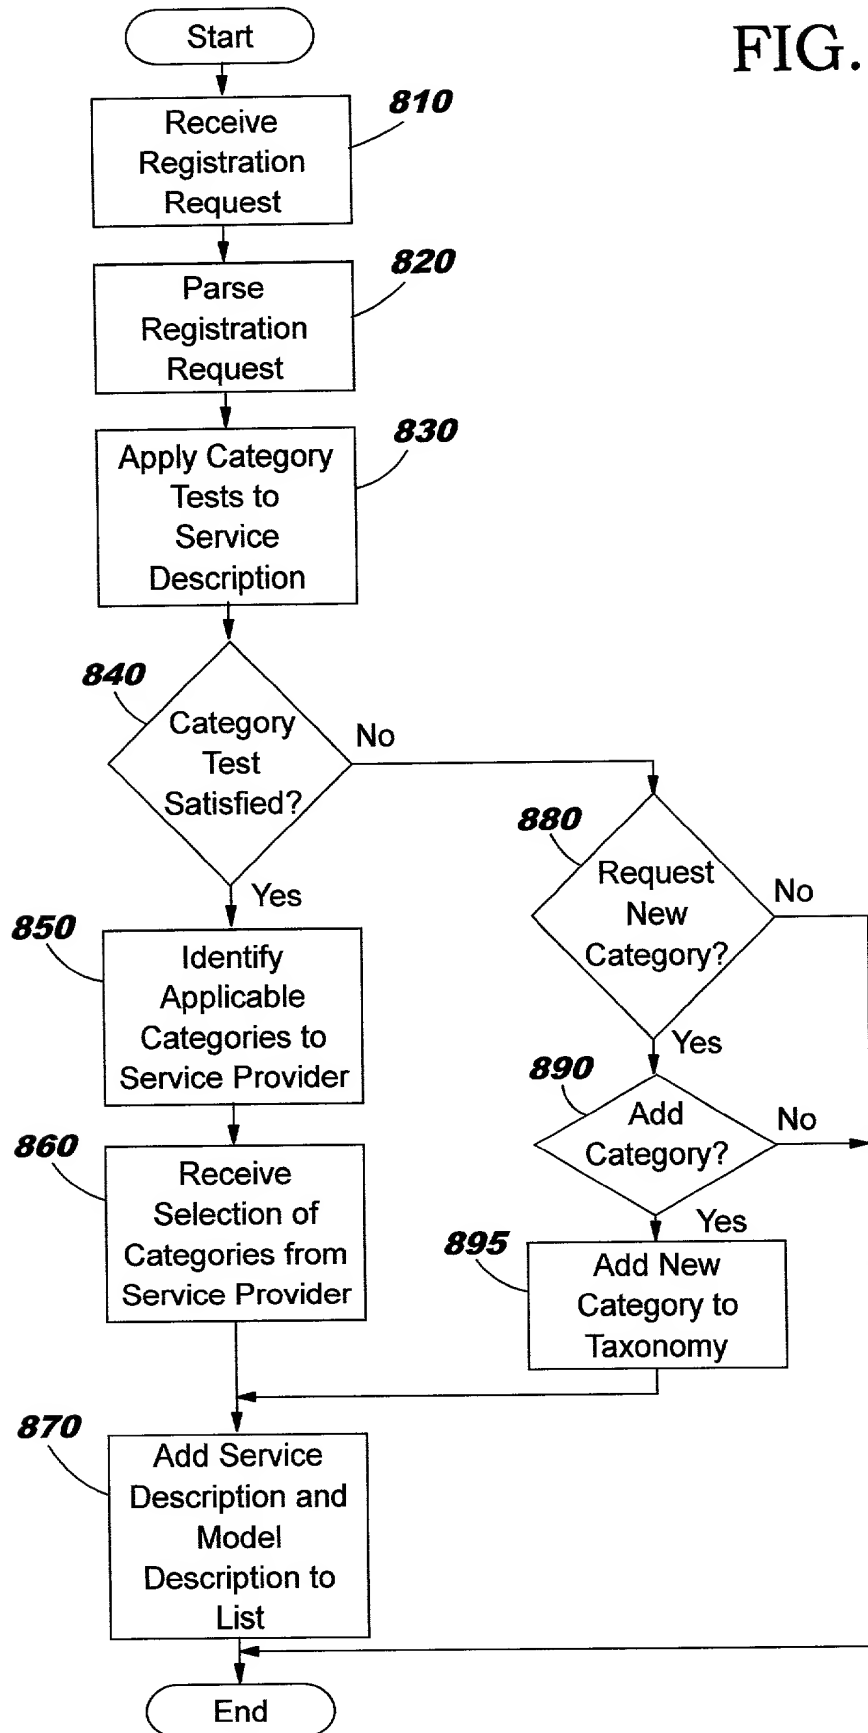 Start
FIG.
810
Receive
Registration
Request
820
Parse
Registration
Request
830
Apply Category
Tests to
Service
Description
840
Category
Test
Satisfied?
No
Yes
880
Request
New
Category?
No
Yes
850
Identify
Applicable
Categories to
Service Provider
890
Add
Category?
No
Yes
860
Receive
Selection of
Categories from
Service Provider
895
Add New
Category to
Taxonomy
870
Add Service
Description and
Model
Description to
List
End